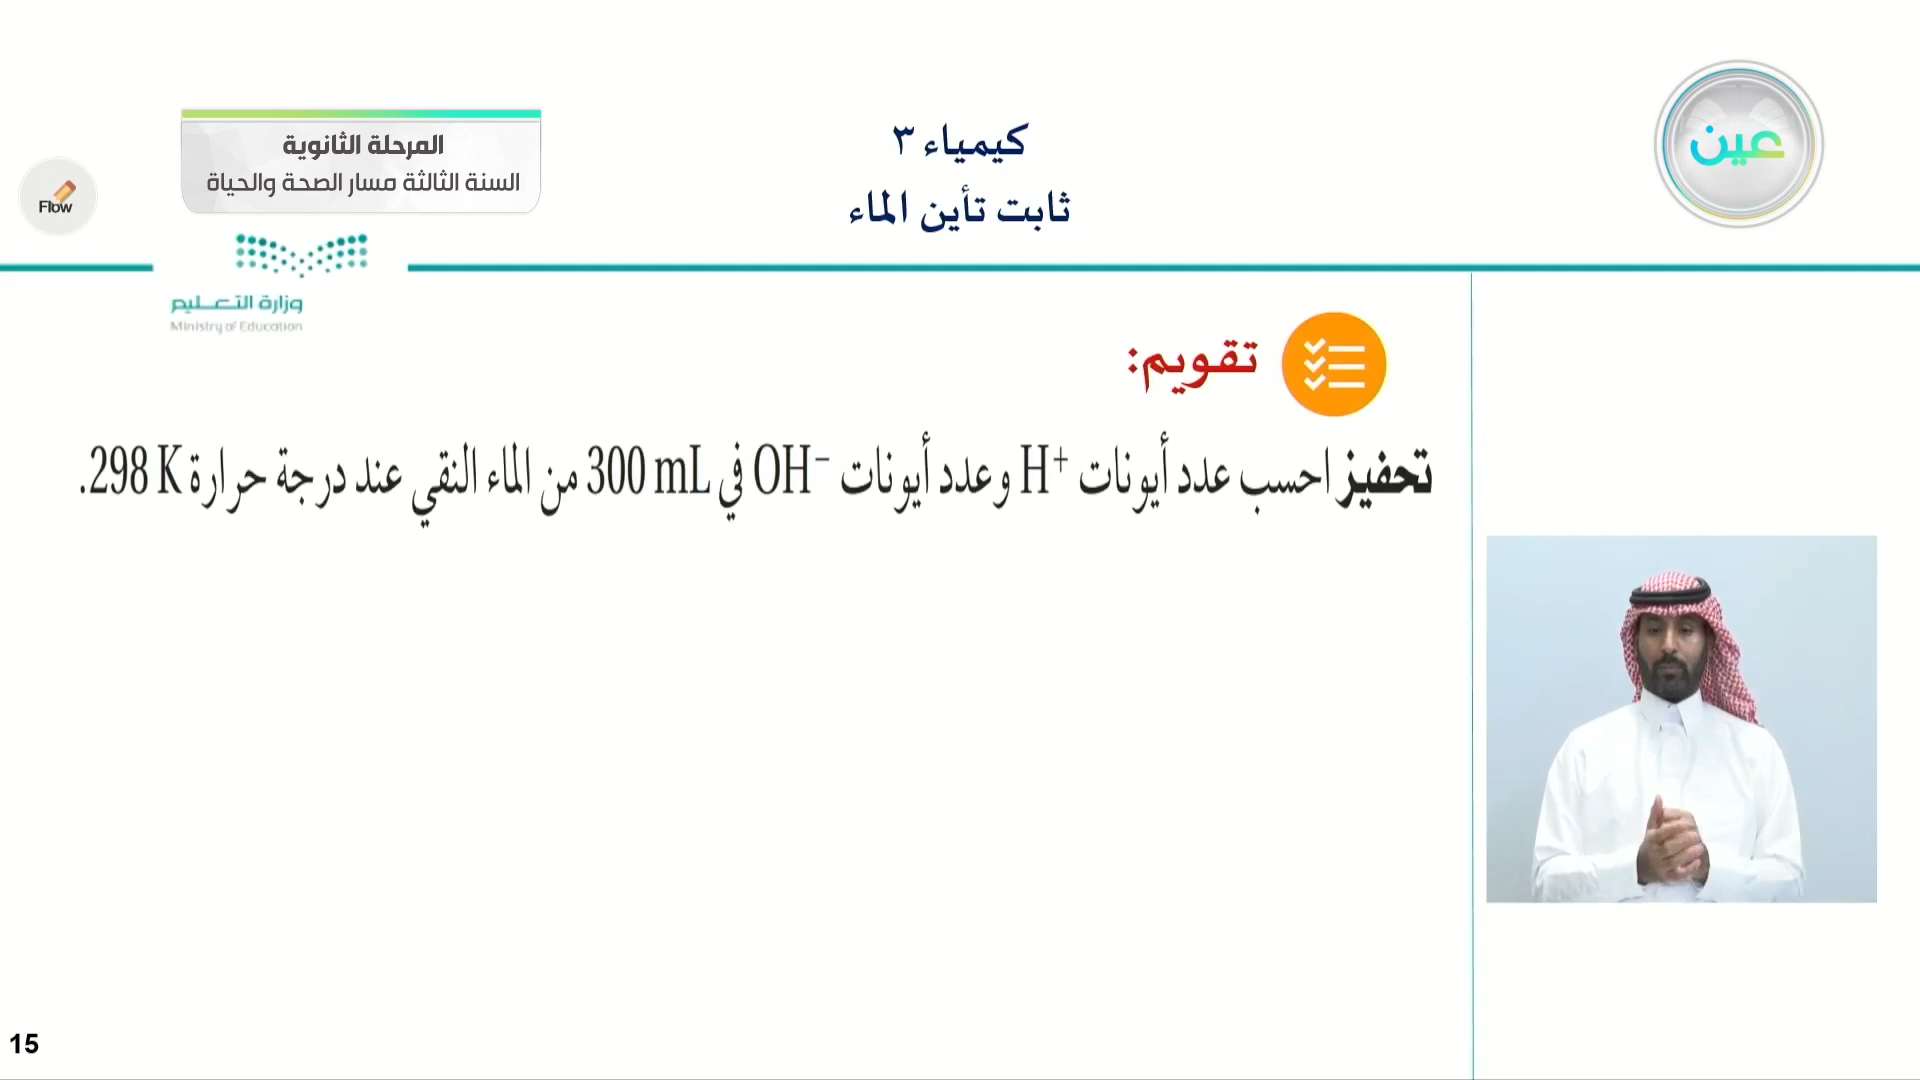 عين
كيمياء ٣
ثابت تأين الماء
المرحلة الثانوية
السنة الثالثة مسار الصحة والحياة
Flow
وزارة التعليم
Ministry of Education
تقويم:
تحفيز احسب عدد أيونات H⁺ وعدد أيونات OH⁻ في 300 mL من الماء النقي عند درجة حرارة 298 K.
15